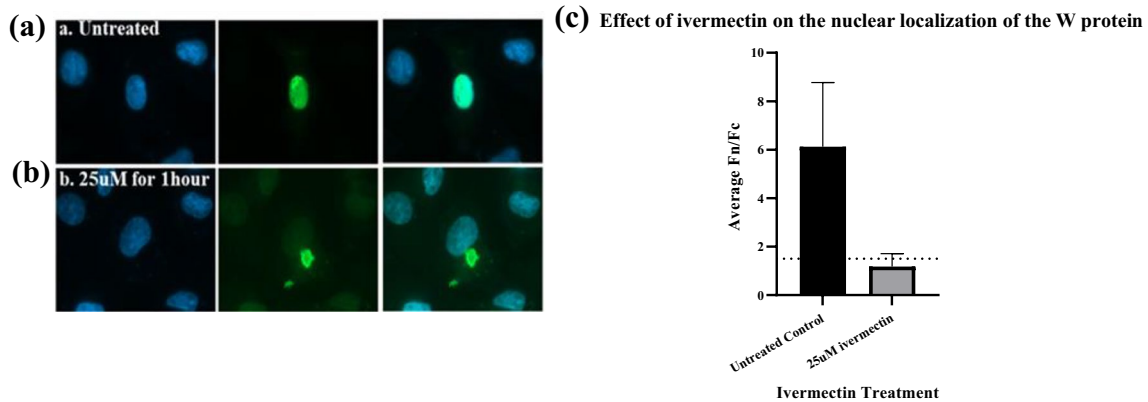 (a)
a. Untreated
(b)
b. 25uM for 1hour
(c) Effect of ivermectin on the nuclear localization of the W protein
Average Fn/Fc
10
8
6
4
2
0
Untreated Control
25uM ivermectin
Ivermectin Treatment